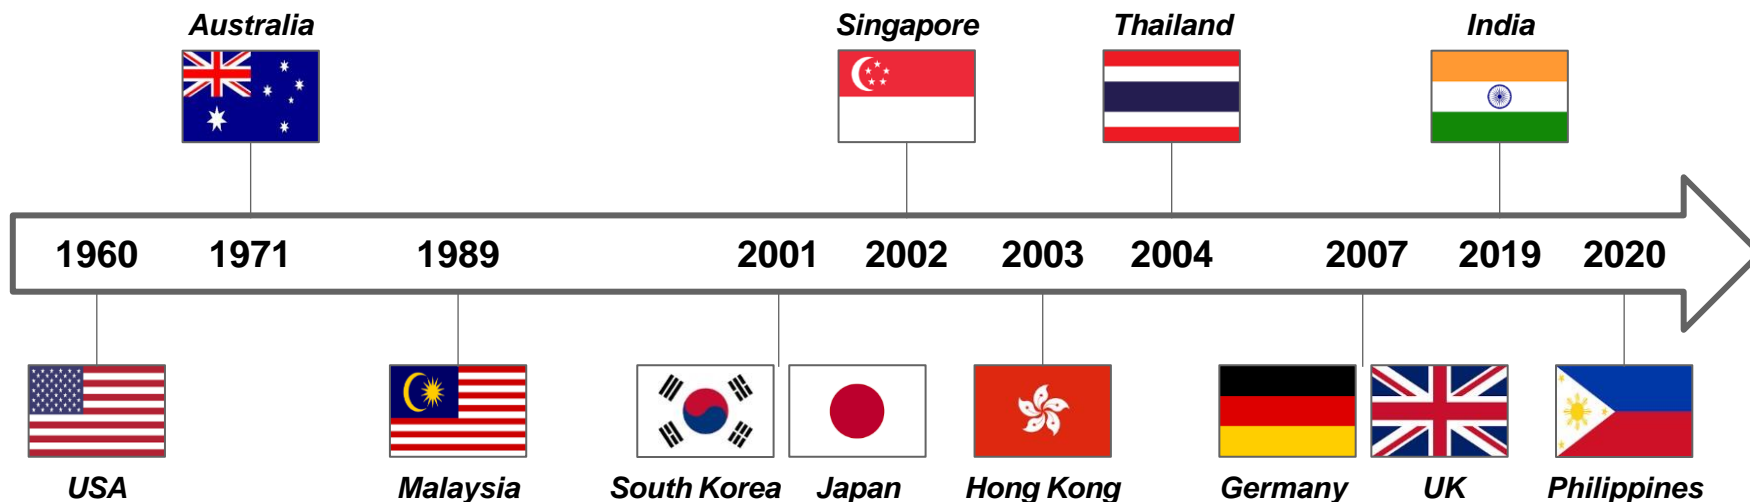 Australia Singapore Thailand India
1960 1971 1989 2001 2002 2003 2004 2007 2019 2020
USA Malaysia South Korea Japan Hong Kong Germany UK Philippines